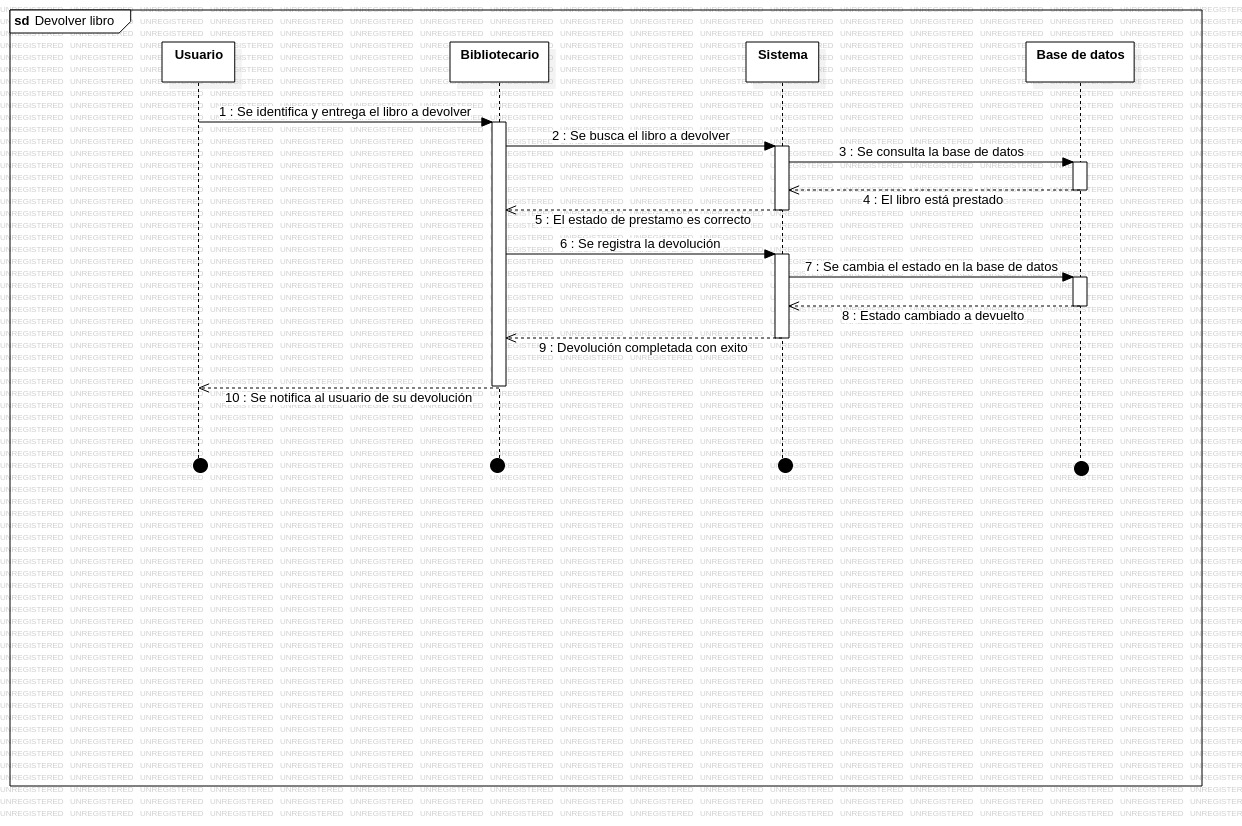 sd Devolver libro
Usuario
Bibliotecario
Sistema
Base de datos
1 : Se identifica y entrega el libro a devolver
2 : Se busca el libro a devolver
3 : Se consulta la base de datos
4 : El libro está prestado
5 : El estado de prestamo es correcto
6 : Se registra la devolución
7 : Se cambia el estado en la base de datos
8 : Estado cambiado a devuelto
9 : Devolución completada con exito
10 : Se notifica al usuario de su devolución
UNREGISTERED